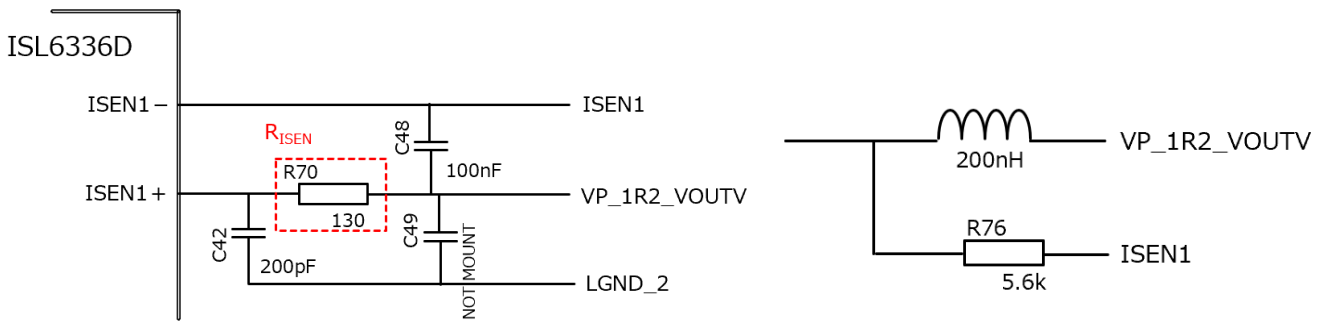 ISL6336D
ISEN1−
ISEN1
RISEN
C48
R70
100nF
ISEN1+
VP_1R2_VOUTV
130
C42
C49
NOT MOUNT
200pF
LGND_2
VP_1R2_VOUTV
200nH
R76
ISEN1
5.6k